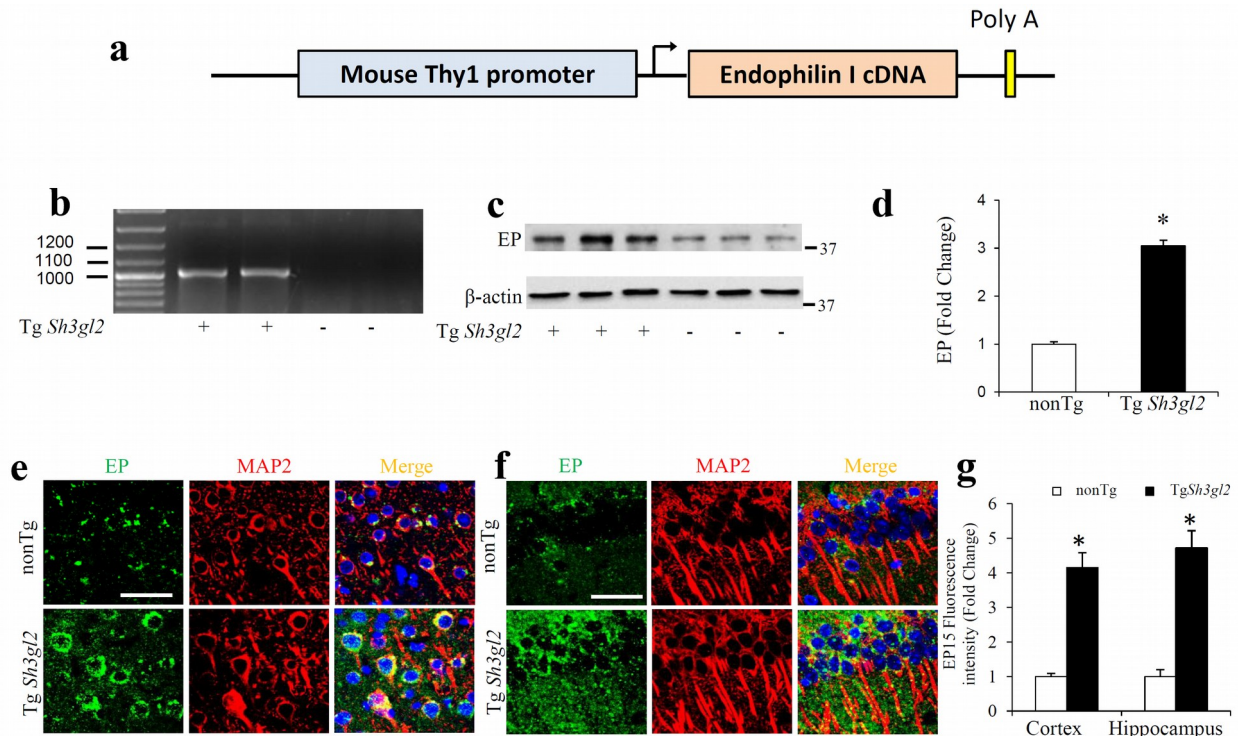 a
Poly A
Mouse Thy1 promoter
Endophilin I cDNA
b
1200
1100
1000
Tg Sh3gl2 + + - -
c
EP
37
β-actin
37
Tg Sh3gl2 + + + - - -
d
EP (Fold Change)
4
3
2
1
0
*
nonTg
Tg Sh3gl2
e
EP MAP2 Merge
nonTg
Tg Sh3gl2
f
EP MAP2 Merge
nonTg
Tg Sh3gl2
g
nonTg
TgSh3gl2
EP15 Fluorescence
intensity (Fold Change)
6
5
4
3
2
1
0
*
*
Cortex
Hippocampus